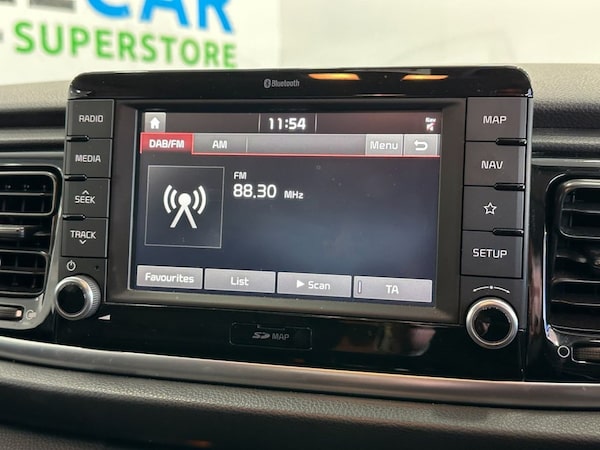 CAR
SUPERSTORE
Bluetooth
RADIO
MEDIA
SEEK
TRACK
11:54
Nav
DAB/FM
AM
Menu
FM
88.30 MHz
Favourites
List
Scan
TA
MAP
NAV
SETUP
SD MAP